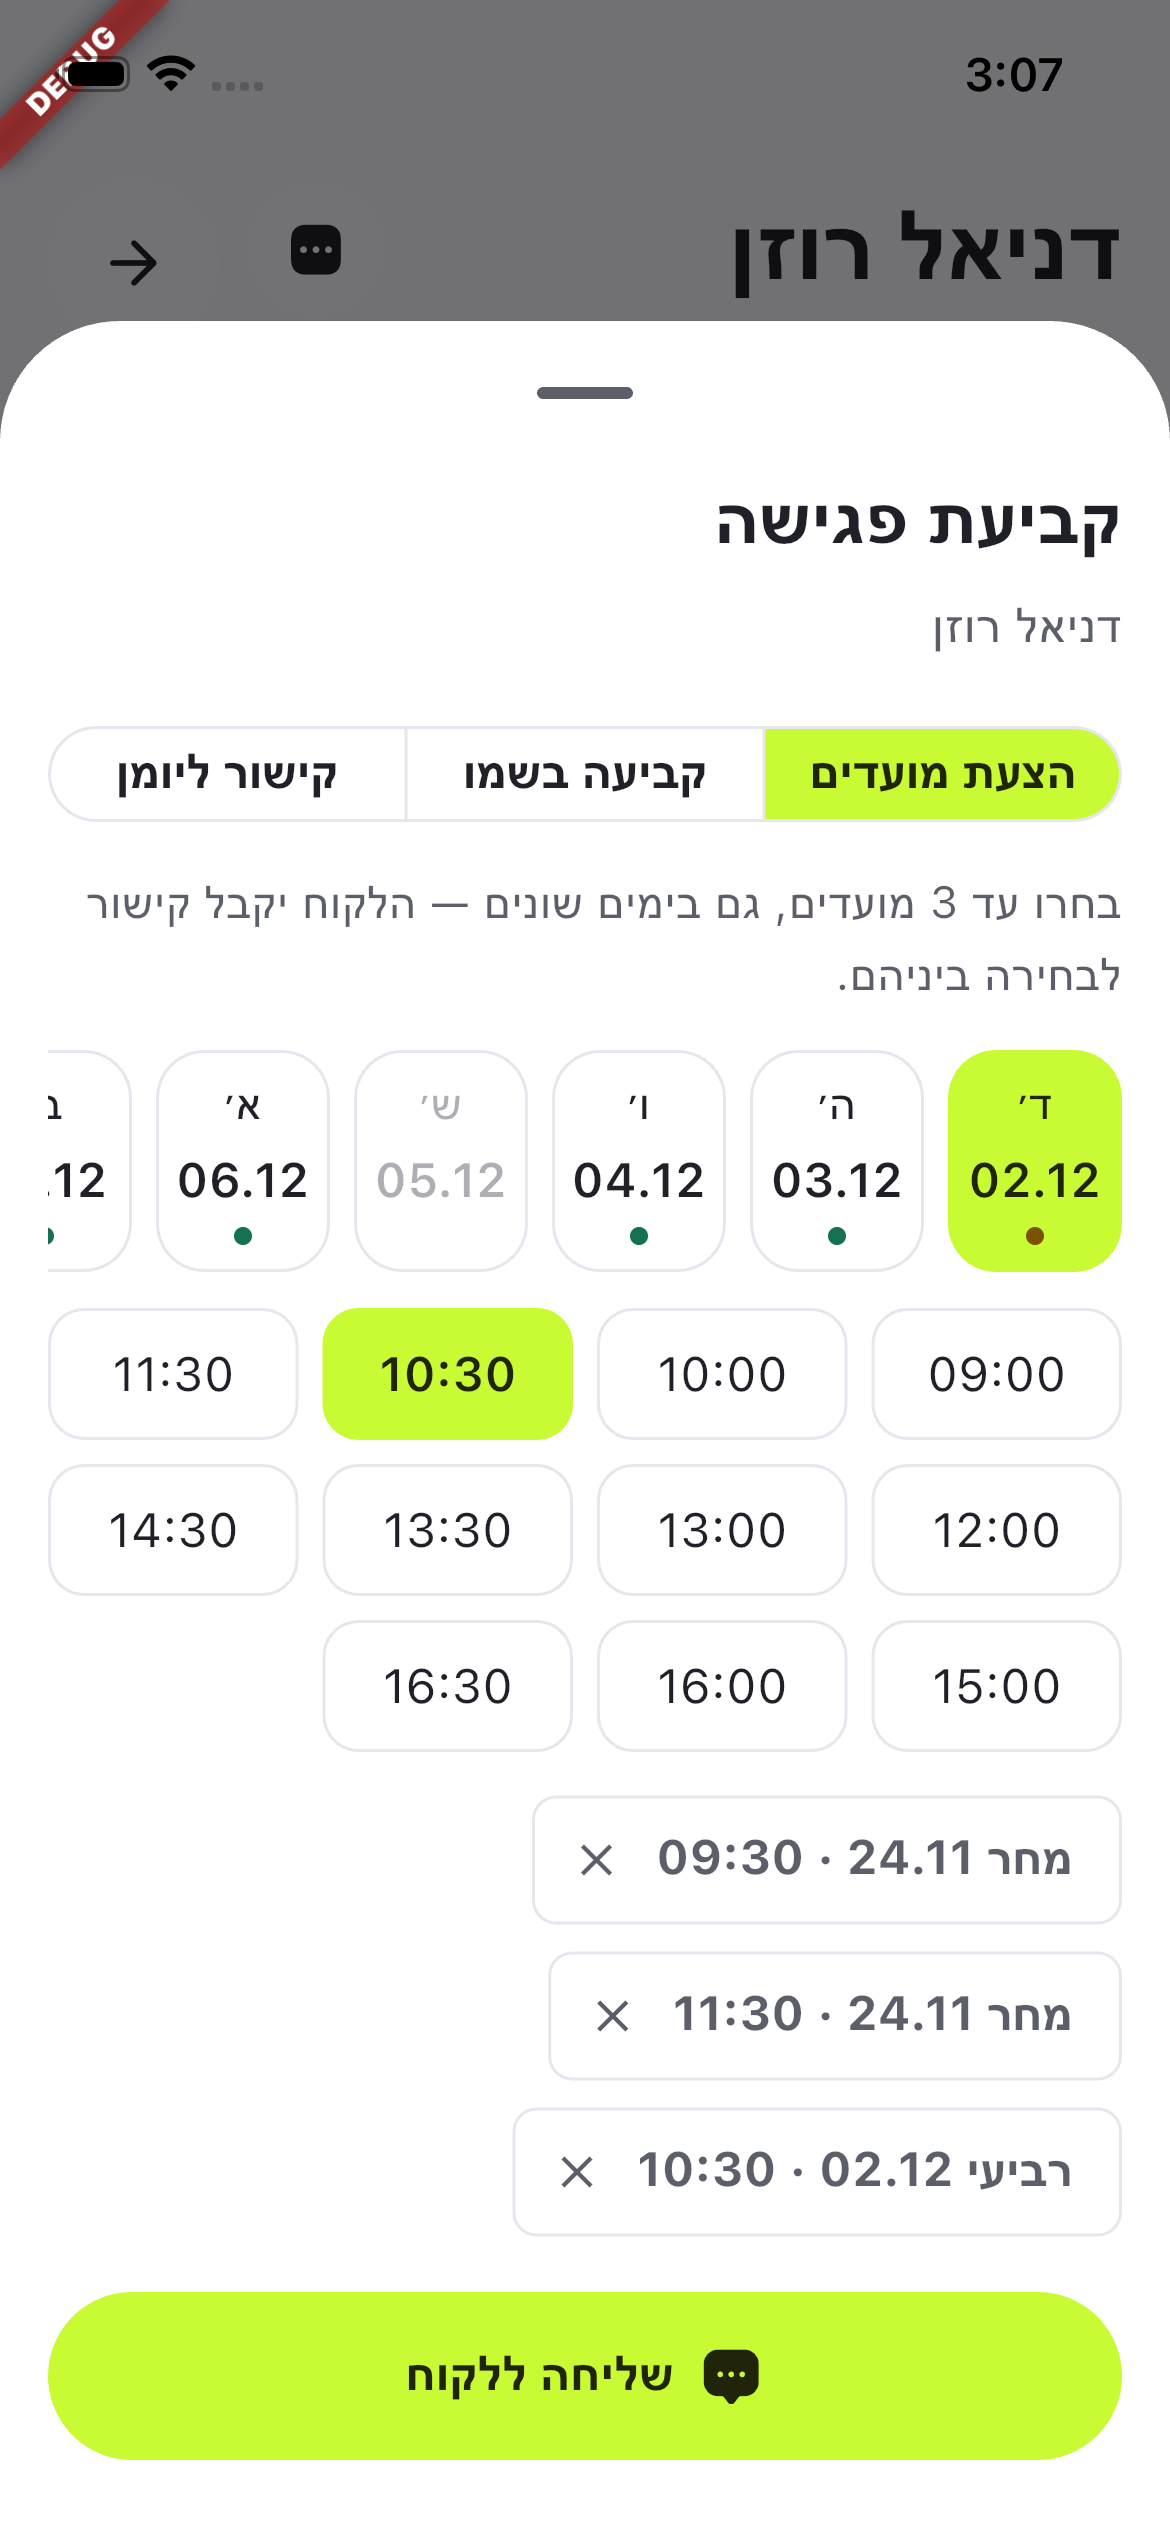 3:07
DEBUG
דניאל רוזן
קביעת פגישה
דניאל רוזן
הצעת מועדים
קביעה בשמו
קישור ליומן
בחרו עד 3 מועדים, גם בימים שונים — הלקוח יקבל קישור
לבחירה ביניהם.
ד׳
02.12
ה׳
03.12
ו׳
04.12
ש׳
05.12
א׳
06.12
.12
09:00
10:00
10:30
11:30
12:00
13:00
13:30
14:30
15:00
16:00
16:30
מחר 24.11 · 09:30
מחר 24.11 · 11:30
רביעי 02.12 · 10:30
שליחה ללקוח